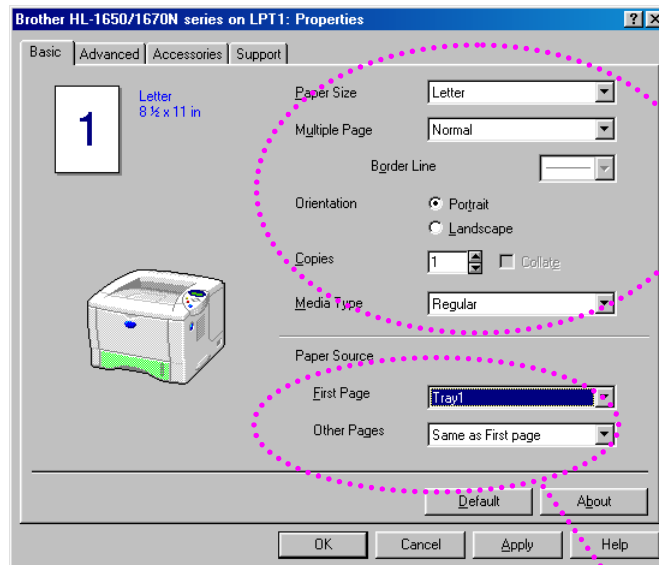 Brother HL-1650/1670N series on LPT1: Properties
Basic Advanced Accessories Support
1
Letter
8 ½ x 11 in
Paper Size Letter
Multiple Page Normal
Border Line
Orientation Portrait
Landscape
Copies 1 Collate
Media Type Regular
Paper Source
First Page Tray1
Other Pages Same as First page
Default About
OK Cancel Apply Help